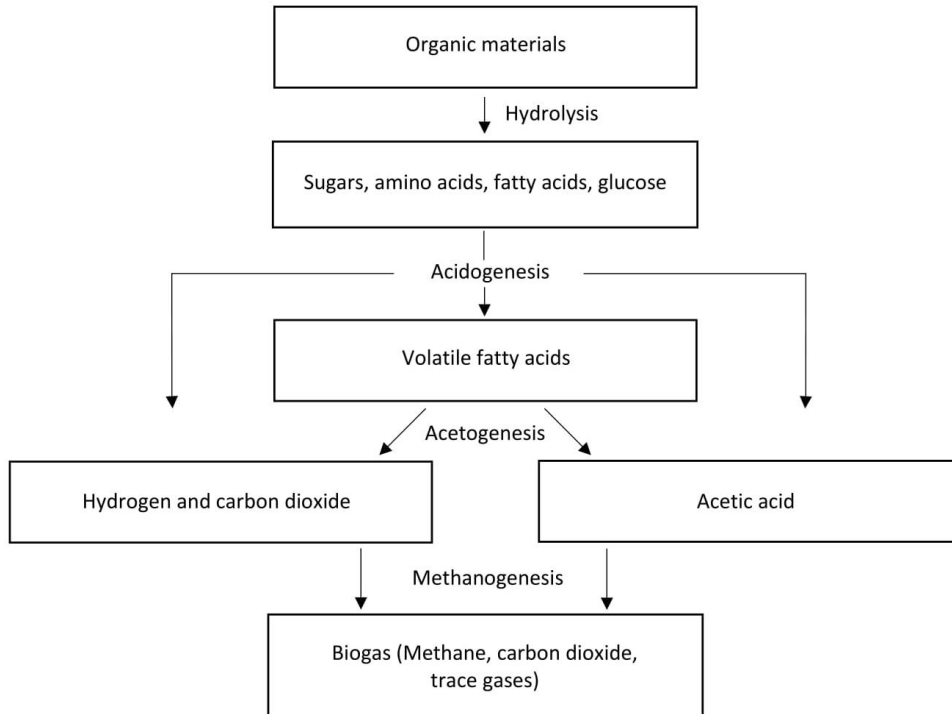 Organic materials
Hydrolysis
Sugars, amino acids, fatty acids, glucose
Acidogenesis
Volatile fatty acids
Acetogenesis
Hydrogen and carbon dioxide
Acetic acid
Methanogenesis
Biogas (Methane, carbon dioxide,
trace gases)